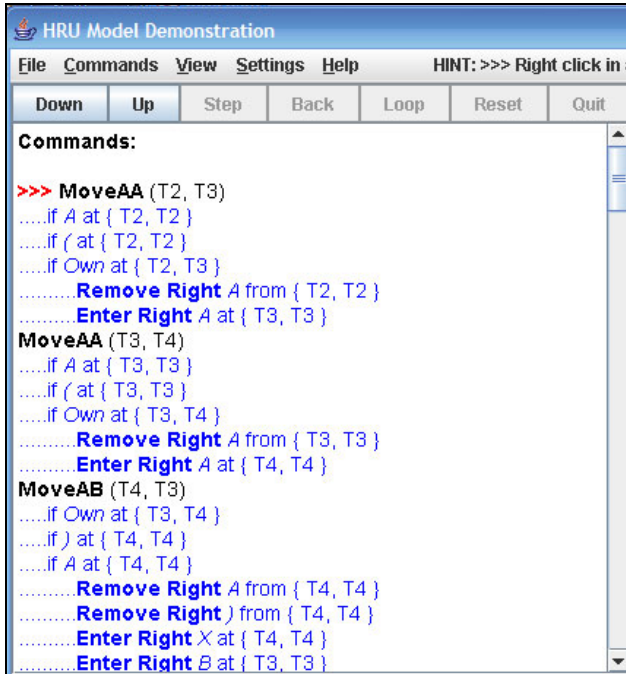 HRU Model Demonstration
File Commands View Settings Help HINT: >>> Right click in
Down Up Step Back Loop Reset Quit
Commands:
>>> MoveAA (T2, T3)
.....if A at { T2, T2 }
.....if ( at { T2, T2 }
.....if Own at { T2, T3 }
..........Remove Right A from { T2, T2 }
..........Enter Right A at { T3, T3 }
MoveAA (T3, T4)
.....if A at { T3, T3 }
.....if ( at { T3, T3 }
.....if Own at { T3, T4 }
..........Remove Right A from { T3, T3 }
..........Enter Right A at { T4, T4 }
MoveAB (T4, T3)
.....if Own at { T3, T4 }
.....if ) at { T4, T4 }
.....if A at { T4, T4 }
..........Remove Right A from { T4, T4 }
..........Remove Right ) from { T4, T4 }
..........Enter Right X at { T4, T4 }
..........Enter Right B at { T3, T3 }